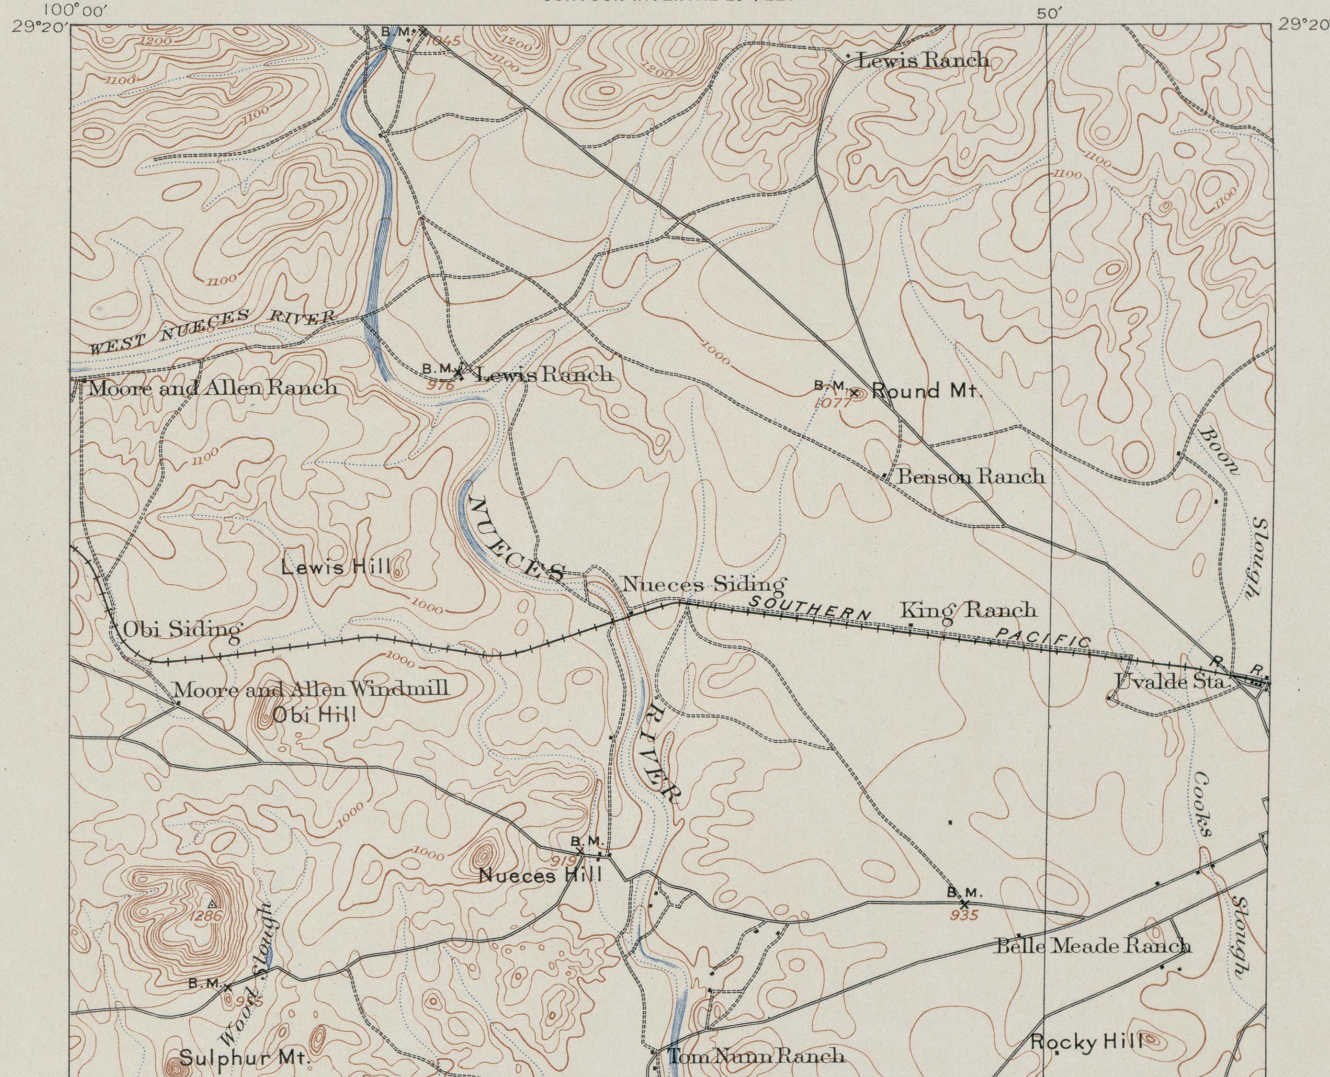 100°00'
50'
29°20'
29°20'
B.M.
1045
1200
1200
1200
1100
1100
1100
Lewis Ranch
1100
1100
1100
1100
WEST NUECES RIVER
1000
B.M.
976
Lewis Ranch
Moore and Allen Ranch
B.M.
1077
Round Mt.
1100
Boon
Slough
Benson Ranch
NUECES
RIVER
Lewis Hill
1000
Nueces Siding
SOUTHERN PACIFIC R. R.
King Ranch
Obi Siding
1000
Uvalde Sta.
Moore and Allen Windmill
Obi Hill
Cooks
Slough
1000
1000
B.M.
919
Nueces Hill
B.M.
935
1286
Wood Slough
Belle Meade Ranch
B.M.
Sulphur Mt.
Tom Nunn Ranch
Rocky Hill